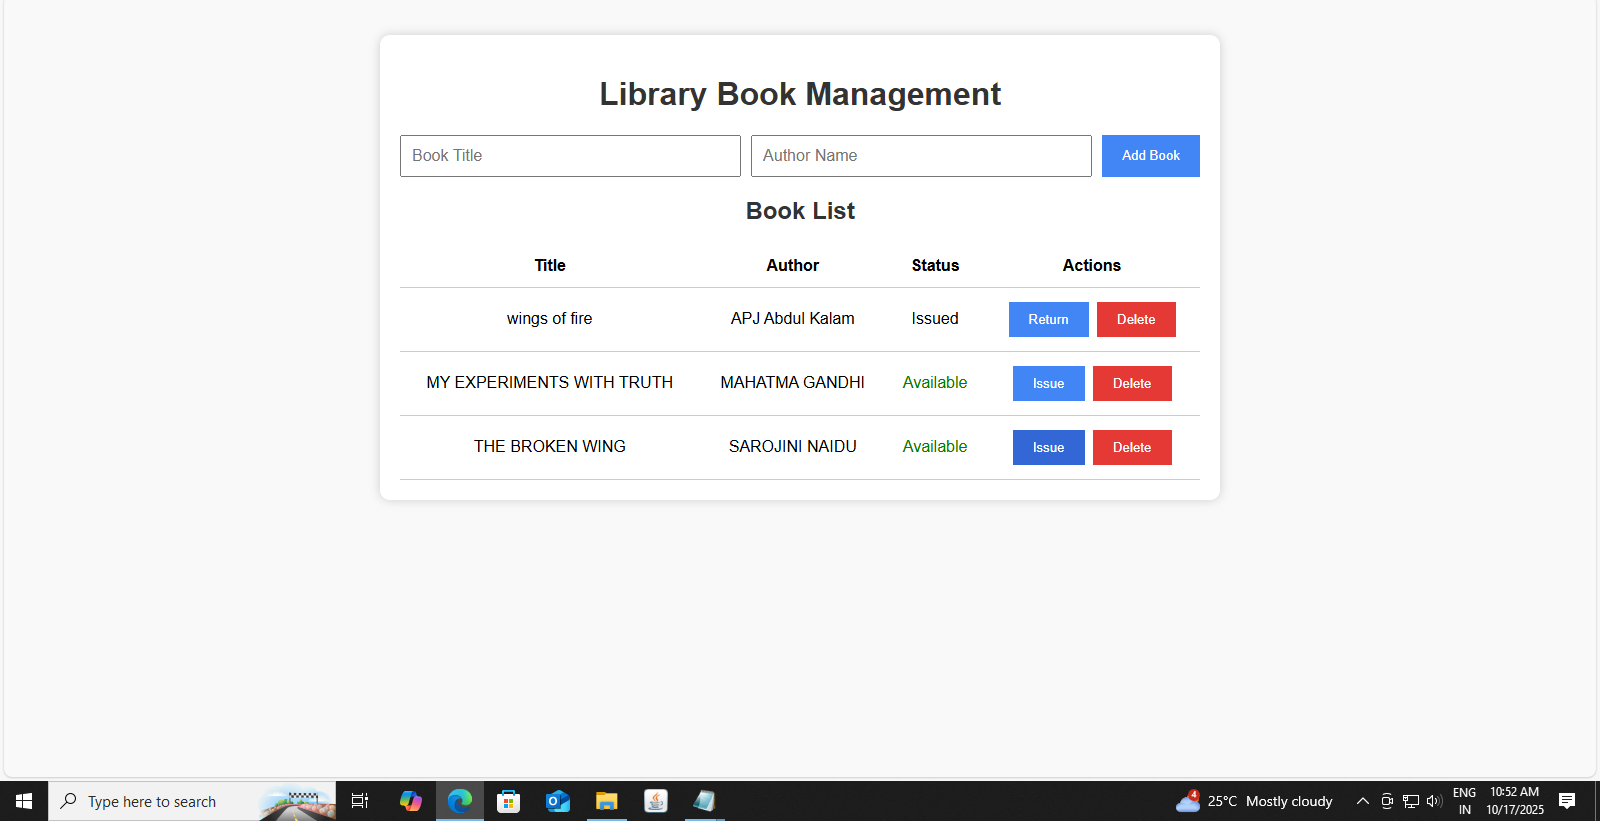 Library Book Management
Book Title Author Name Add Book
Book List
Title Author Status Actions
wings of fire APJ Abdul Kalam Issued Return Delete
MY EXPERIMENTS WITH TRUTH MAHATMA GANDHI Available Issue Delete
THE BROKEN WING SAROJINI NAIDU Available Issue Delete
Type here to search 4 25°C Mostly cloudy ENG IN 10:52 AM 10/17/2025